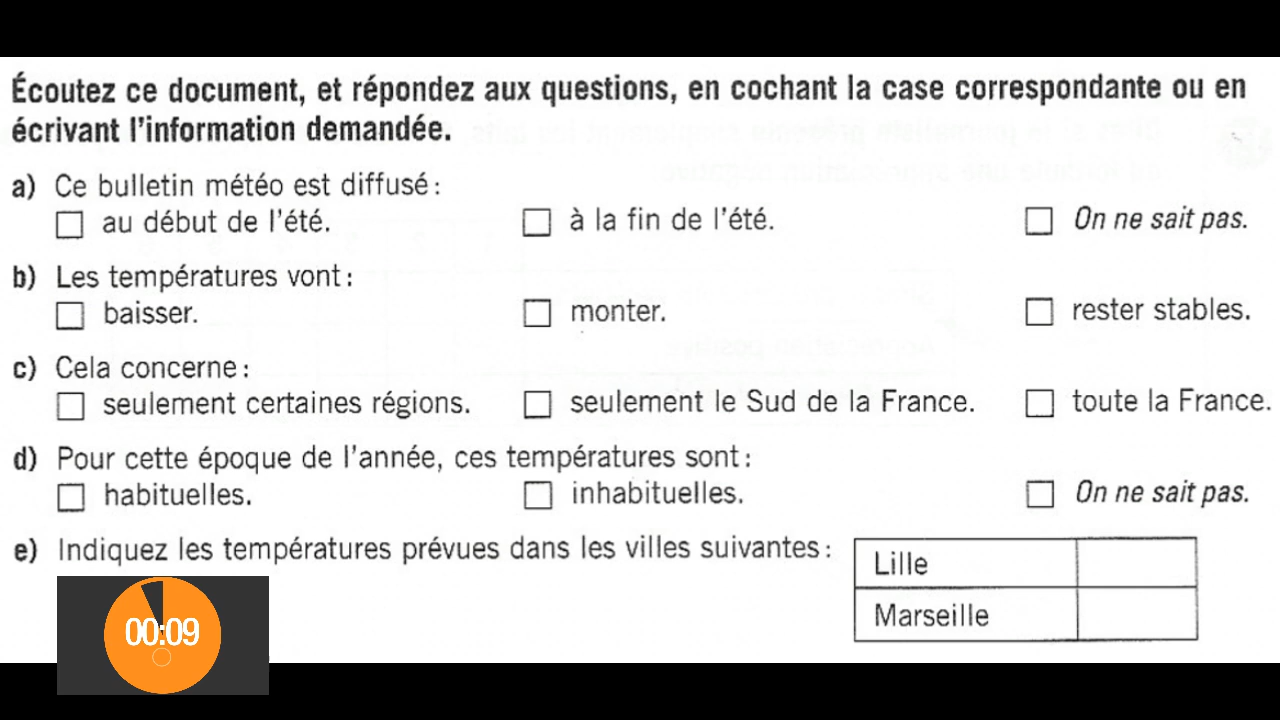 Écoutez ce document, et répondez aux questions, en cochant la case correspondante ou en
écrivant l'information demandée.
a) Ce bulletin météo est diffusé :
au début de l'été. à la fin de l'été. On ne sait pas.
b) Les températures vont :
baisser. monter. rester stables.
c) Cela concerne :
seulement certaines régions. seulement le Sud de la France. toute la France.
d) Pour cette époque de l'année, ces températures sont :
habituelles. inhabituelles. On ne sait pas.
e) Indiquez les températures prévues dans les villes suivantes :
Lille
Marseille
00:09